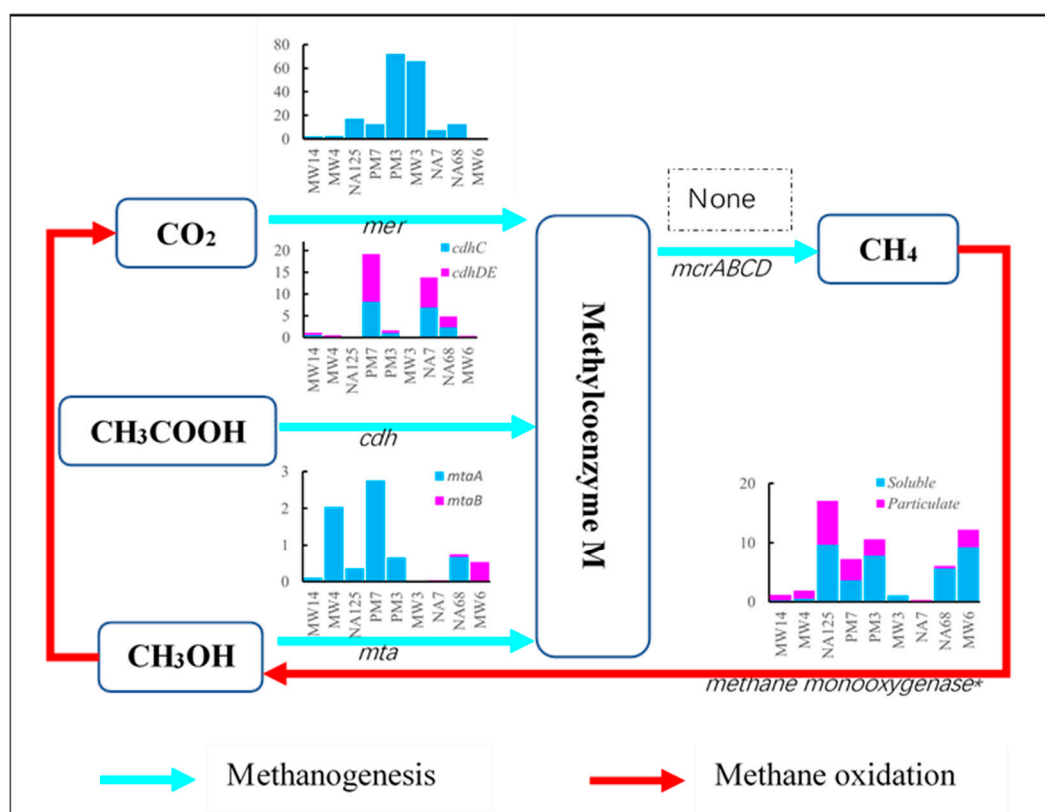 80
60
40
20
0
MW14
MW4
NA125
PM7
PM3
MW3
NA7
NA68
MW6
CO₂
mer
None
mcrABCD
CH₄
20
15
10
5
0
cdhC
cdhDE
MW14
MW4
NA125
PM7
PM3
MW3
NA7
NA68
MW6
Methylcoenzyme M
CH₃COOH
cdh
3
2
1
0
mtaA
mtaB
MW14
MW4
NA125
PM7
PM3
MW3
NA7
NA68
MW6
20
10
0
Soluble
Particulate
MW14
MW4
NA125
PM7
PM3
MW3
NA7
NA68
MW6
CH₃OH
mta
methane monooxygenase*
Methanogenesis
Methane oxidation